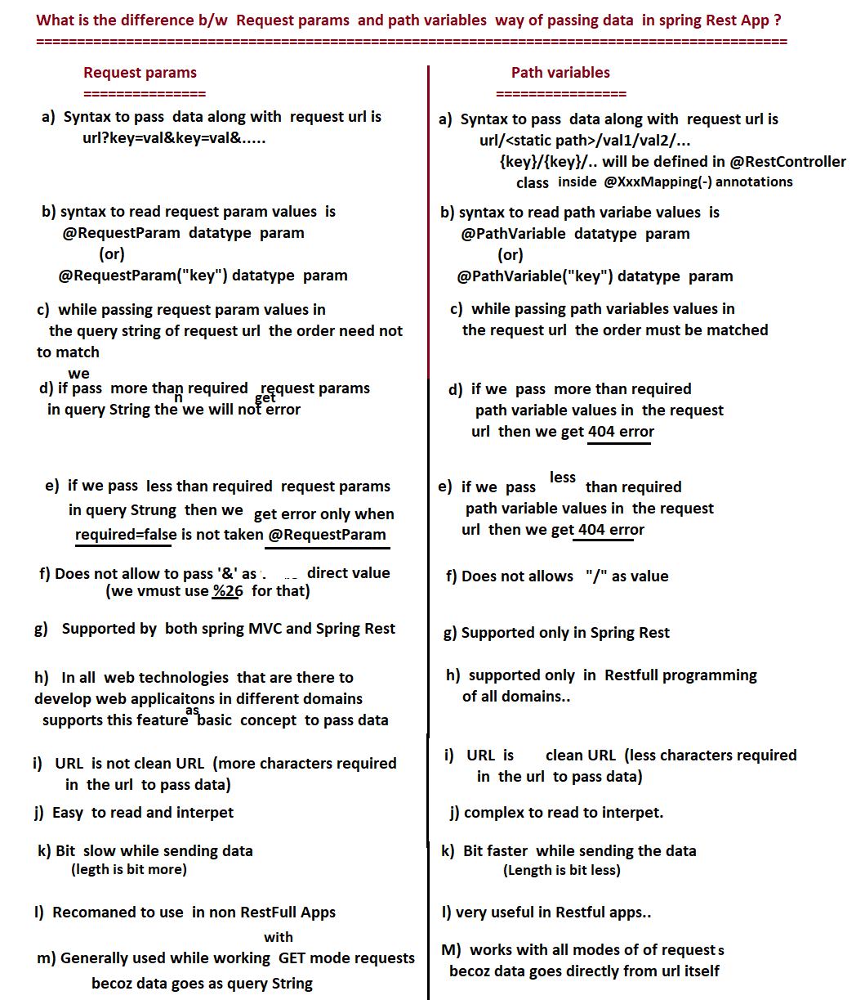 What is the difference b/w Request params and path variables way of passing data in spring Rest App ?
============================================================================================
Request params
===============
a) Syntax to pass data along with request url is
url?key=val&key=val&.....
b) syntax to read request param values is
@RequestParam datatype param
(or)
@RequestParam("key") datatype param
c) while passing request param values in
the query string of request url the order need not
to match
we
d) if pass more than required request params
n get
in query String the we will not error
e) if we pass less than required request params
in query Strung then we get error only when
required=false is not taken @RequestParam
f) Does not allow to pass '&' as direct value
(we vmust use %26 for that)
g) Supported by both spring MVC and Spring Rest
h) In all web technologies that are there to
develop web applicaitons in different domains
as
supports this feature basic concept to pass data
i) URL is not clean URL (more characters required
in the url to pass data)
j) Easy to read and interpet
k) Bit slow while sending data
(legth is bit more)
l) Recomaned to use in non RestFull Apps
with
m) Generally used while working GET mode requests
becoz data goes as query String
Path variables
================
a) Syntax to pass data along with request url is
url/<static path>/val1/val2/...
{key}/{key}/.. will be defined in @RestController
class inside @XxxMapping(-) annotations
b) syntax to read path variabe values is
@PathVariable datatype param
(or)
@PathVariable("key") datatype param
c) while passing path variables values in
the request url the order must be matched
d) if we pass more than required
path variable values in the request
url then we get 404 error
e) if we pass less than required
path variable values in the request
url then we get 404 error
f) Does not allows "/" as value
g) Supported only in Spring Rest
h) supported only in Restfull programming
of all domains..
i) URL is clean URL (less characters required
in the url to pass data)
j) complex to read to interpet.
k) Bit faster while sending the data
(Length is bit less)
l) very useful in Restful apps..
M) works with all modes of of requests
becoz data goes directly from url itself